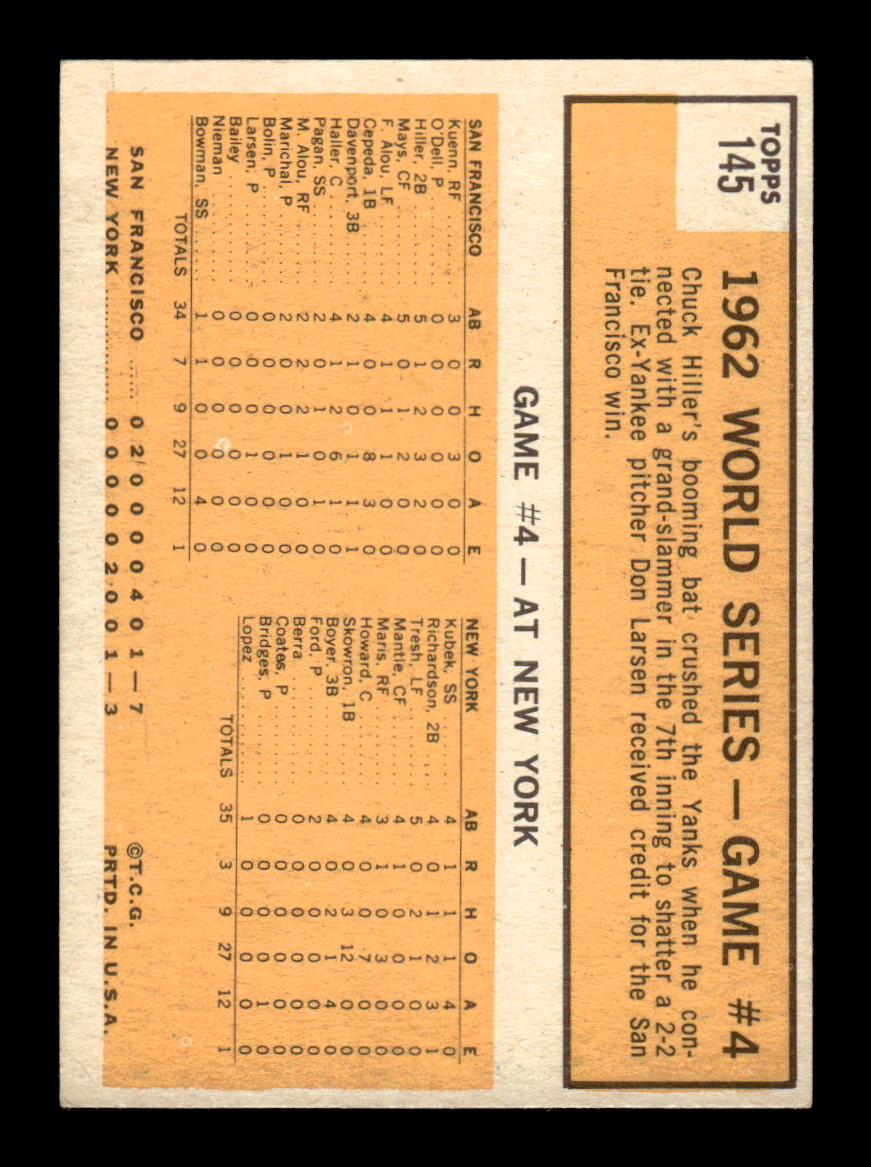 TOPPS
145
1962 WORLD SERIES — GAME #4
Chuck Hiller's booming bat crushed the Yanks when he con-
nected with a grand-slammer in the 7th inning to shatter a 2-2
tie. Ex-Yankee pitcher Don Larsen received credit for the San
Francisco win.
GAME #4 — AT NEW YORK
SAN FRANCISCO AB R H O A E
Kuenn, RF ..... 3 0 0 3 0 0
O'Dell, P ..... 0 0 0 0 0 0
Hiller, 2B ..... 5 1 2 3 2 0
Mays, CF ..... 5 0 1 2 0 0
F. Alou, LF ..... 4 1 1 1 0 0
Cepeda, 1B ..... 4 0 0 8 3 0
Davenport, 3B ..... 2 1 0 1 1 1
Haller, C ..... 4 1 2 6 1 0
Pagan, SS ..... 2 0 1 0 1 0
M. Alou, RF ..... 2 2 2 1 0 0
Marichal, P ..... 2 0 0 1 0 0
Bolin, P ..... 0 0 0 0 0 0
Larsen, P ..... 0 0 0 1 0 0
Bailey ..... 0 0 0 0 0 0
Nieman ..... 0 0 0 0 0 0
Bowman, SS ..... 1 1 0 0 4 0
TOTALS 34 7 9 27 12 1
NEW YORK AB R H O A E
Kubek, SS ..... 4 1 1 1 4 0
Richardson, 2B ..... 4 0 1 2 3 1
Tresh, LF ..... 5 0 2 1 0 0
Mantle, CF ..... 4 1 0 0 0 0
Maris, RF ..... 3 1 0 3 0 0
Howard, C ..... 4 0 0 7 0 0
Skowron, 1B ..... 4 0 3 12 0 0
Boyer, 3B ..... 4 0 2 1 4 0
Ford, P ..... 2 0 0 0 0 0
Berra ..... 0 0 0 0 0 0
Coates, P ..... 0 0 0 0 0 0
Bridges, P ..... 0 0 0 0 1 0
Lopez ..... 1 0 0 0 0 0
TOTALS 35 3 9 27 12 1
SAN FRANCISCO ..... 0 2 0 0 0 0 4 0 1 — 7
NEW YORK ..... 0 0 0 0 0 2 0 0 1 — 3
©T.C.G.
PRTD. IN U.S.A.